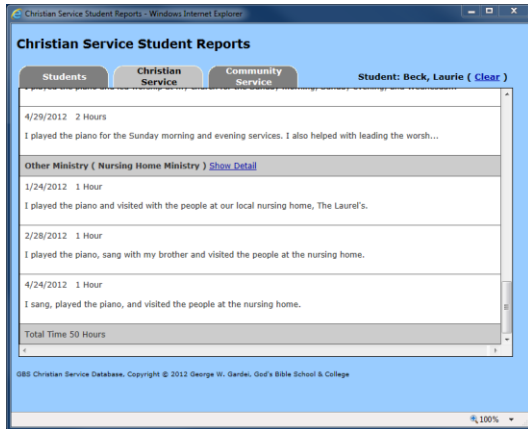 Christian Service Student Reports - Windows Internet Explorer
Christian Service Student Reports
Students
Christian
Service
Community
Service
Student: Beck, Laurie ( Clear )
4/29/2012 2 Hours
I played the piano for the Sunday morning and evening services. I also helped with leading the worsh...
Other Ministry ( Nursing Home Ministry ) Show Detail
1/24/2012 1 Hour
I played the piano and visited with the people at our local nursing home, The Laurel's.
2/28/2012 1 Hour
I played the piano, sang with my brother and visited the people at the nursing home.
4/24/2012 1 Hour
I sang, played the piano, and visited the people at the nursing home.
Total Time 50 Hours
GBS Christian Service Database, Copyright © 2012 George W. Gardei, God's Bible School & College
100%